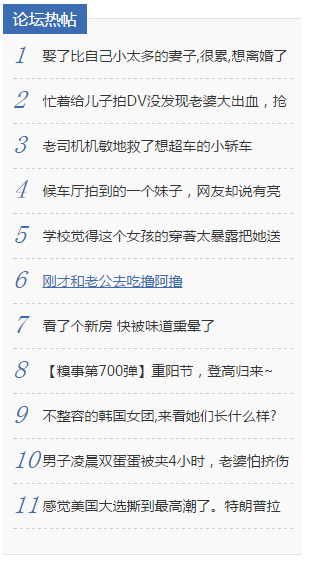 论坛热帖
1 娶了比自己小太多的妻子,很累,想离婚了
2 忙着给儿子拍DV没发现老婆大出血，抢
3 老司机机敏地救了想超车的小轿车
4 候车厅拍到的一个妹子，网友却说有亮
5 学校觉得这个女孩的穿著太暴露把她送
6 刚才和老公去吃撸阿撸
7 看了个新房 快被味道熏晕了
8 【糗事第700弹】重阳节，登高归来~
9 不整容的韩国女团,来看她们长什么样?
10 男子凌晨双蛋蛋被夹4小时，老婆怕挤伤
11 感觉美国大选撕到最高潮了。特朗普拉